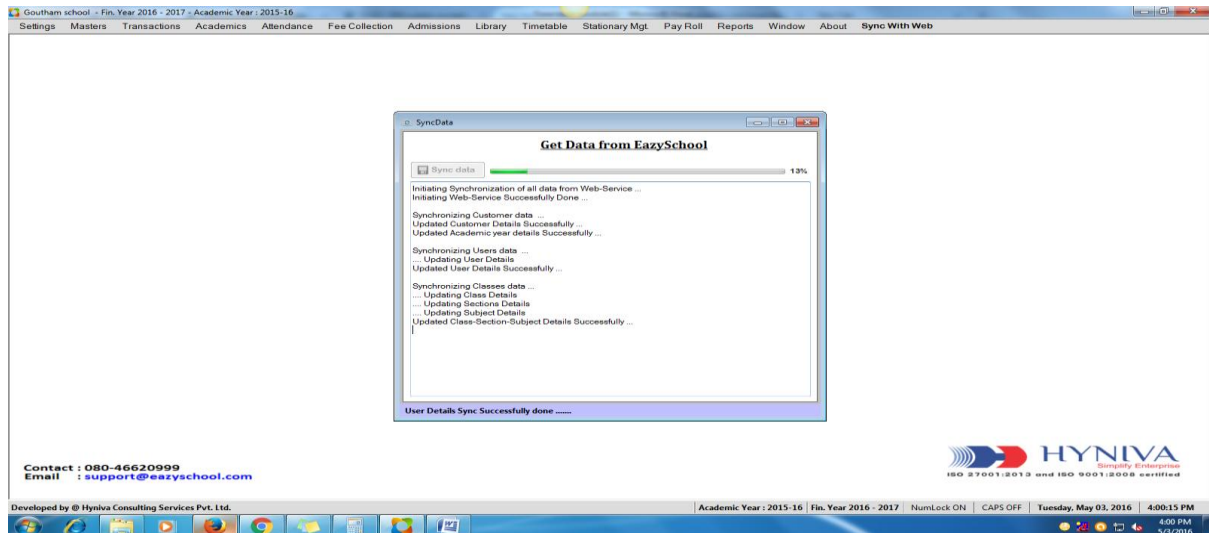 Goutham school - Fin. Year 2016 - 2017 - Academic Year : 2015-16
Settings Masters Transactions Academics Attendance Fee Collection Admissions Library Timetable Stationary Mgt. Pay Roll Reports Window About Sync With Web
SyncData
Get Data from EazySchool
Sync data 13%
Initiating Synchronization of all data from Web-Service ...
Initiating Web-Service Successfully Done ...
Synchronizing Customer data ...
Updated Customer Details Successfully ...
Updated Academic year details Successfully ...
Synchronizing Users data ...
.... Updating User Details
Updated User Details Successfully ...
Synchronizing Classes data ...
.... Updating Class Details
.... Updating Sections Details
.... Updating Subject Details
Updated Class-Section-Subject Details Successfully ...
User Details Sync Successfully done .......
HYNIVA
Simplify Enterprise
ISO 27001:2013 and ISO 9001:2008 certified
Contact : 080-46620999
Email : support@eazyschool.com
Developed by @ Hyniva Consulting Services Pvt. Ltd. Academic Year : 2015-16 Fin. Year 2016 - 2017 NumLock ON CAPS OFF Tuesday, May 03, 2016 4:00:15 PM
4:00 PM
5/3/2016